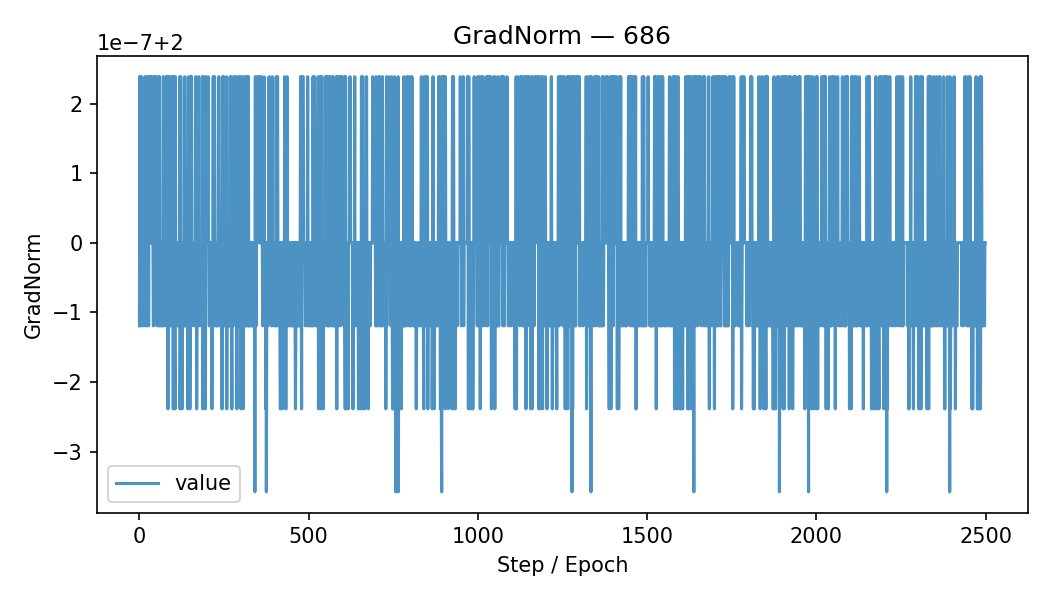 GradNorm — 686
1e−7+2
2
1
0
−1
−2
−3
GradNorm
value
0
500
1000
1500
2000
2500
Step / Epoch